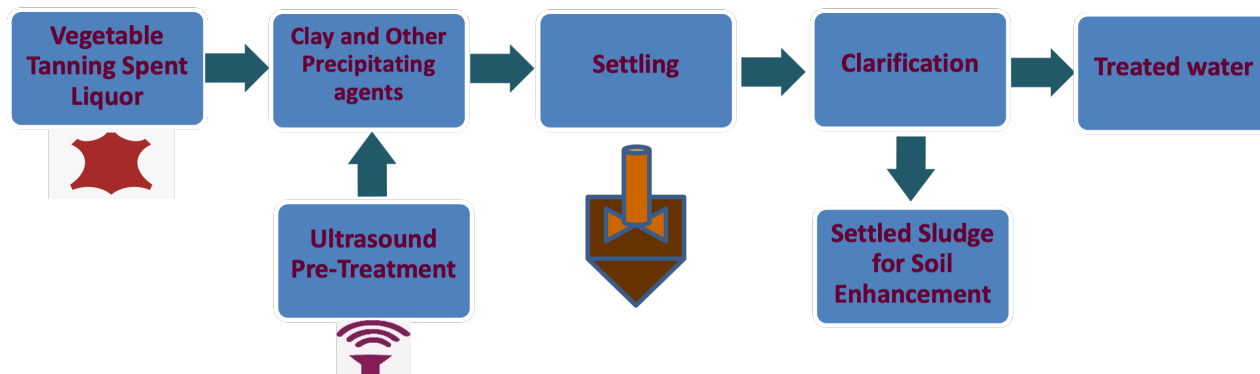 Vegetable
Tanning Spent
Liquor
Clay and Other
Precipitating
agents
Settling
Clarification
Treated water
Ultrasound
Pre-Treatment
Settled Sludge
for Soil
Enhancement